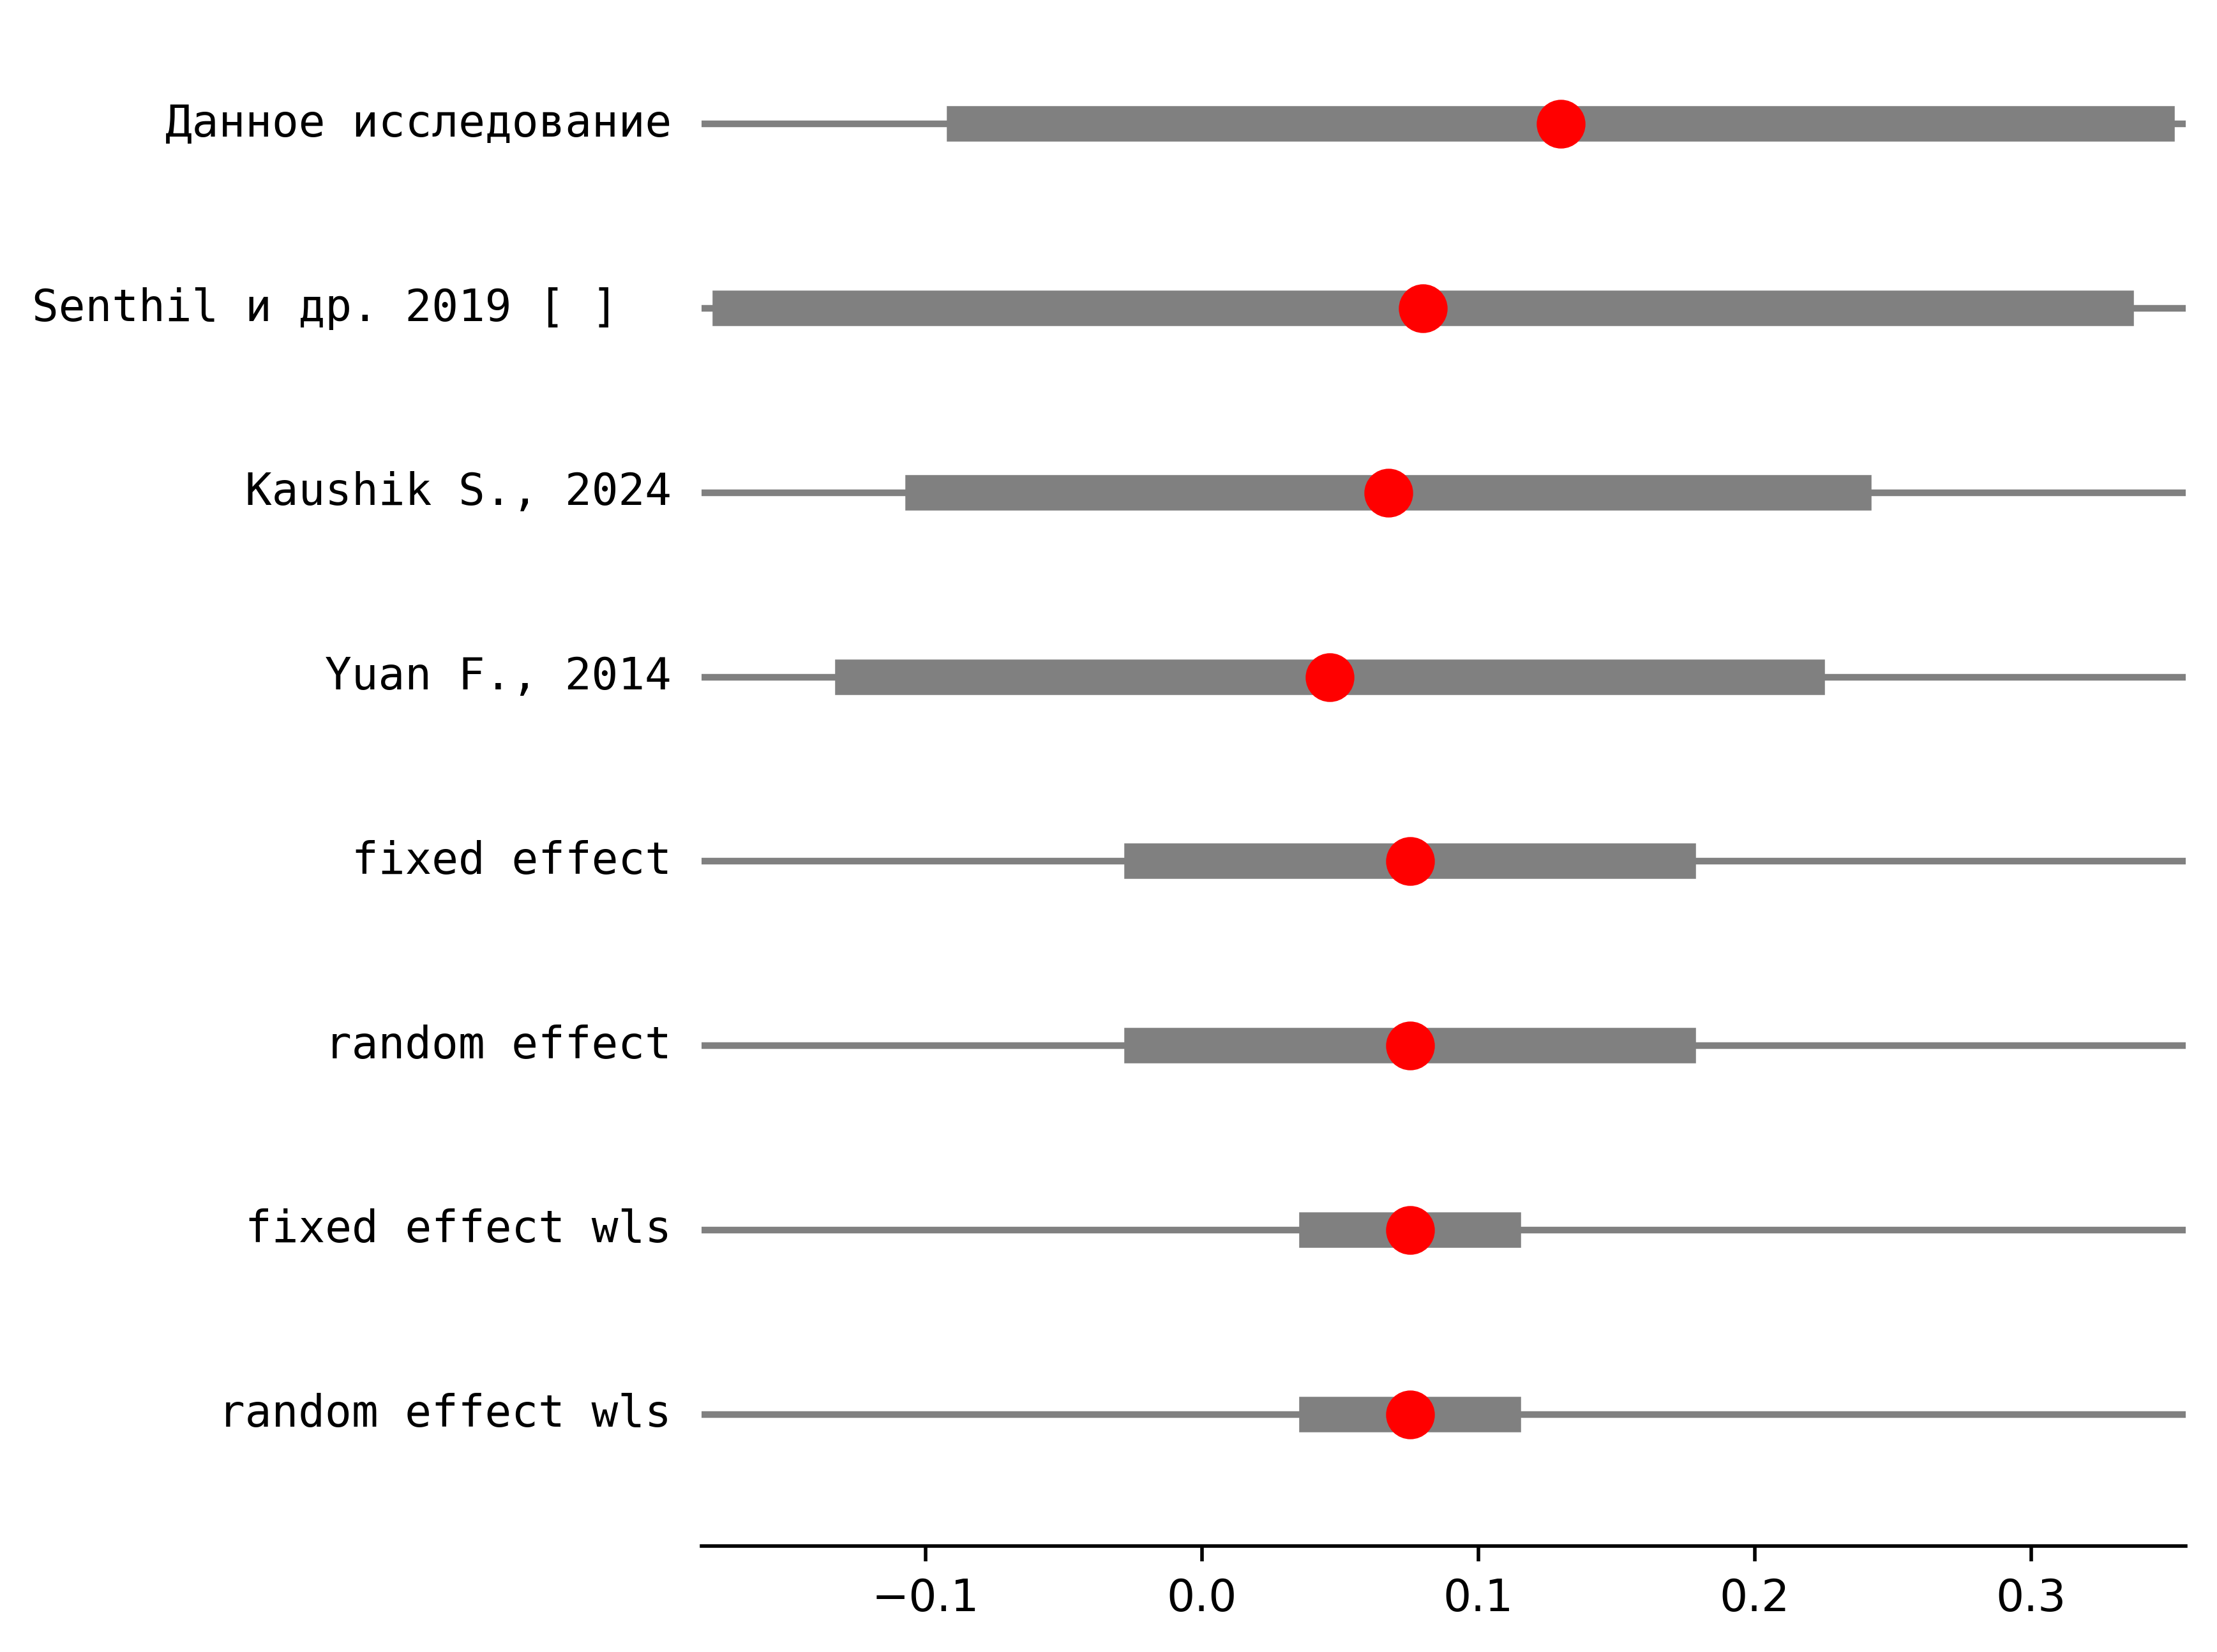 Данное исследование
Senthil и др. 2019 [ ]
Kaushik S., 2024
Yuan F., 2014
fixed effect
random effect
fixed effect wls
random effect wls
−0.1 0.0 0.1 0.2 0.3